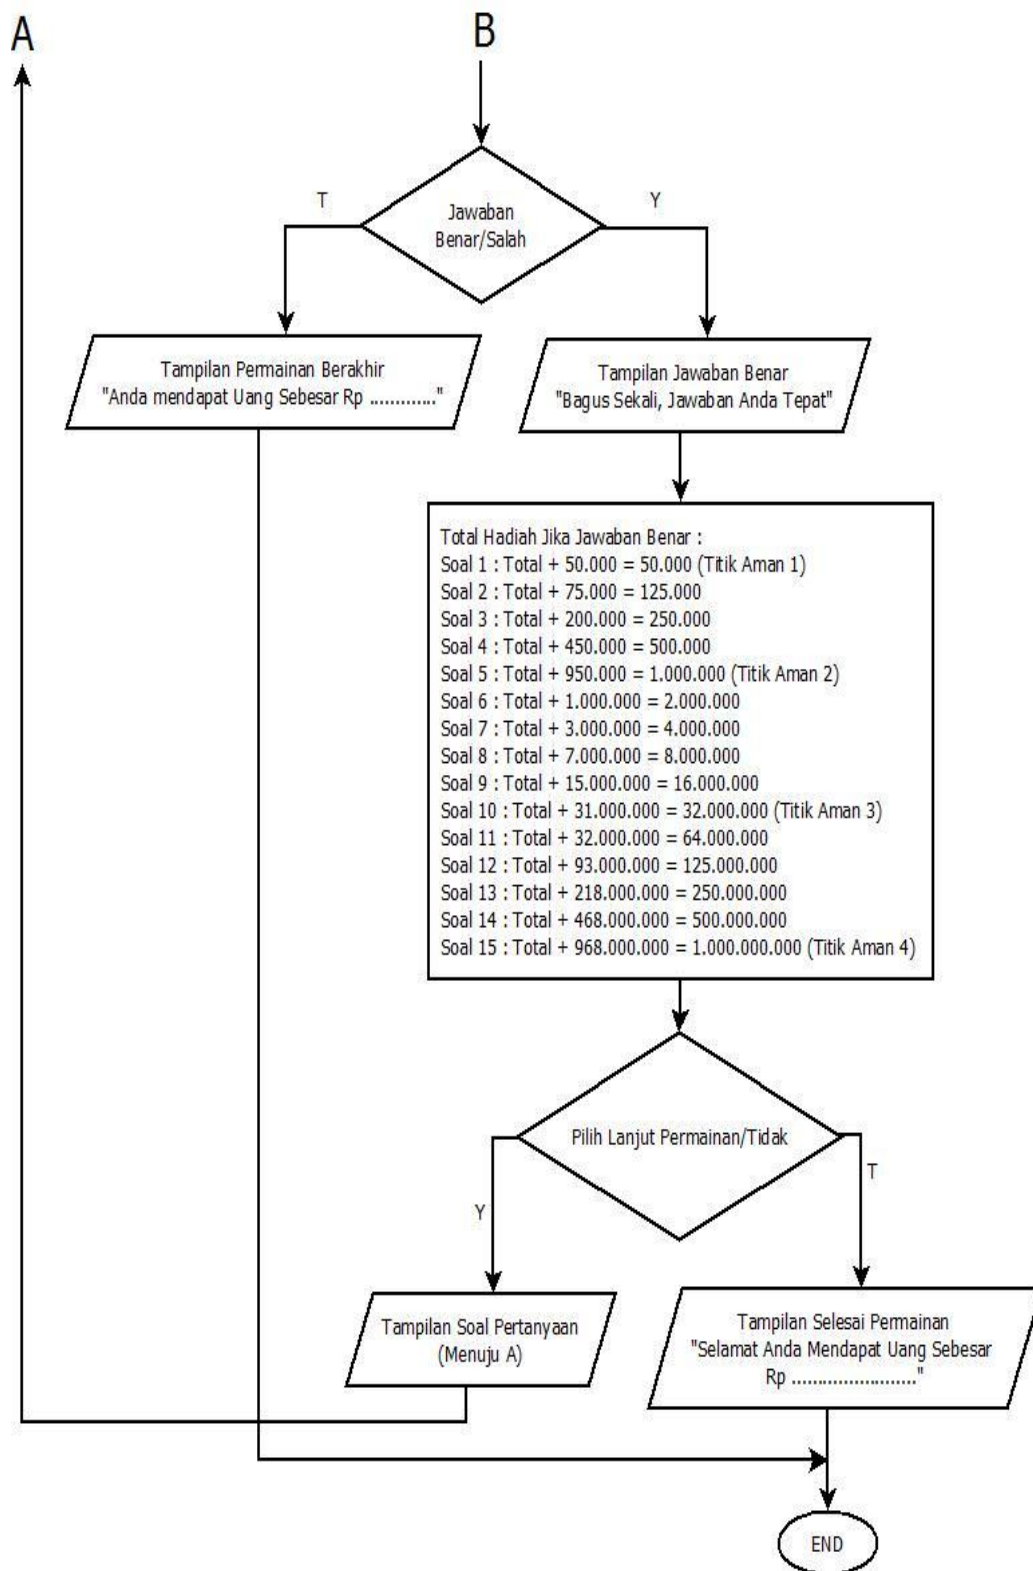 A
B
T
Y
Jawaban
Benar/Salah
Tampilan Permainan Berakhir
"Anda mendapat Uang Sebesar Rp ............."
Tampilan Jawaban Benar
"Bagus Sekali, Jawaban Anda Tepat"
Total Hadiah Jika Jawaban Benar :
Soal 1 : Total + 50.000 = 50.000 (Titik Aman 1)
Soal 2 : Total + 75.000 = 125.000
Soal 3 : Total + 200.000 = 250.000
Soal 4 : Total + 450.000 = 500.000
Soal 5 : Total + 950.000 = 1.000.000 (Titik Aman 2)
Soal 6 : Total + 1.000.000 = 2.000.000
Soal 7 : Total + 3.000.000 = 4.000.000
Soal 8 : Total + 7.000.000 = 8.000.000
Soal 9 : Total + 15.000.000 = 16.000.000
Soal 10 : Total + 31.000.000 = 32.000.000 (Titik Aman 3)
Soal 11 : Total + 32.000.000 = 64.000.000
Soal 12 : Total + 93.000.000 = 125.000.000
Soal 13 : Total + 218.000.000 = 250.000.000
Soal 14 : Total + 468.000.000 = 500.000.000
Soal 15 : Total + 968.000.000 = 1.000.000.000 (Titik Aman 4)
Pilih Lanjut Permainan/Tidak
T
Y
Tampilan Soal Pertanyaan
(Menuju A)
Tampilan Selesai Permainan
"Selamat Anda Mendapat Uang Sebesar
Rp ........................"
END